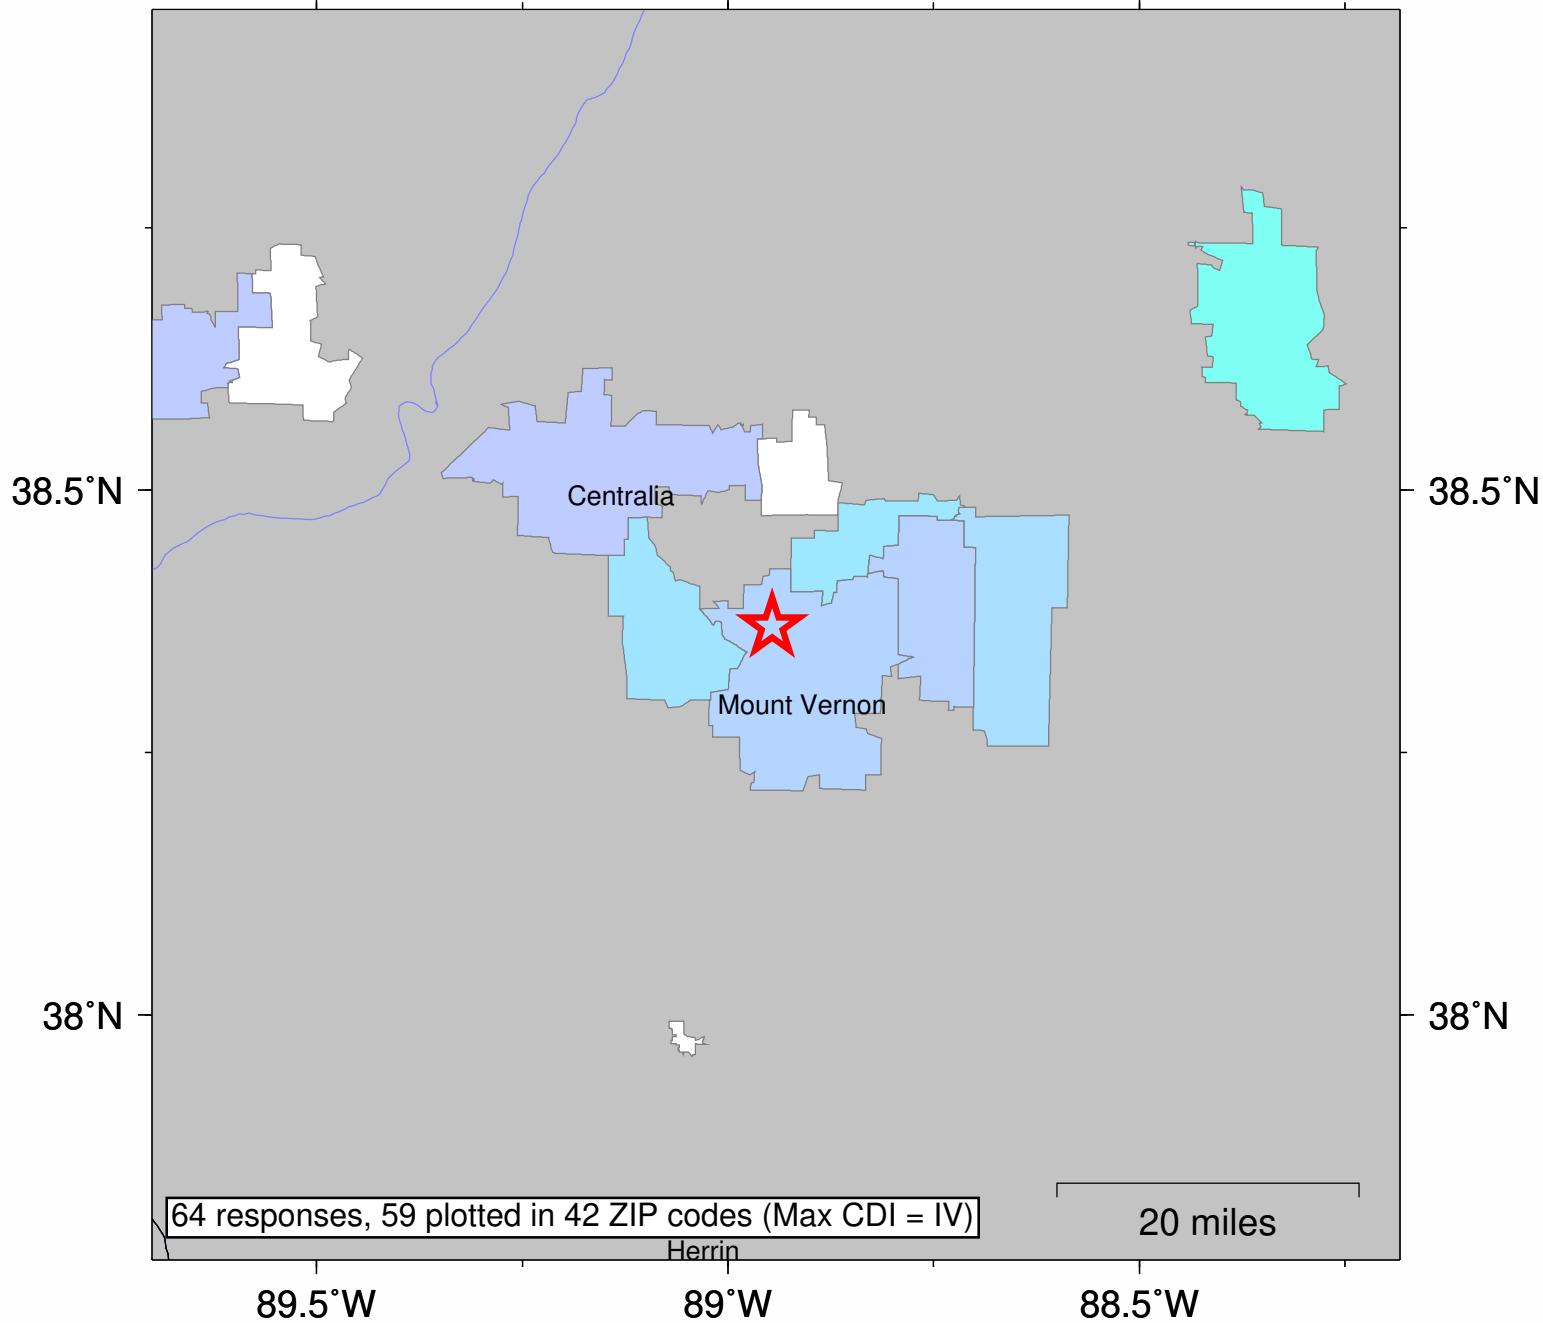 38.5°N
38.5°N
Centralia
Mount Vernon
38°N
38°N
64 responses, 59 plotted in 42 ZIP codes (Max CDI = IV)
20 miles
Herrin
89.5°W
89°W
88.5°W